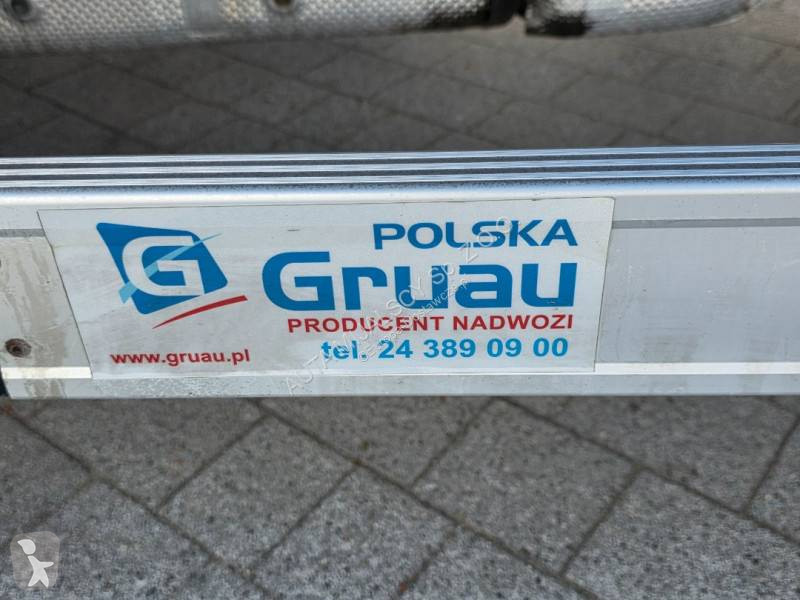 POLSKA
G Gruau
PRODUCENT NADWOZI
www.gruau.pl
tel. 24 389 09 00